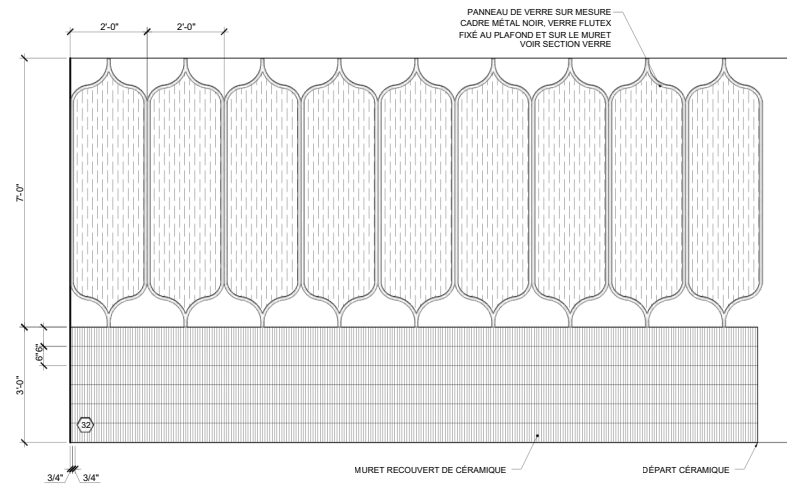 PANNEAU DE VERRE SUR MESURE
CADRE MÉTAL NOIR, VERRE FLUTEX
FIXÉ AU PLAFOND ET SUR LE MURET
VOIR SECTION VERRE
2'-0" 2'-0"
7'-0"
6" 6"
3'-0"
32
3/4" 3/4"
MURET RECOUVERT DE CÉRAMIQUE
DÉPART CÉRAMIQUE